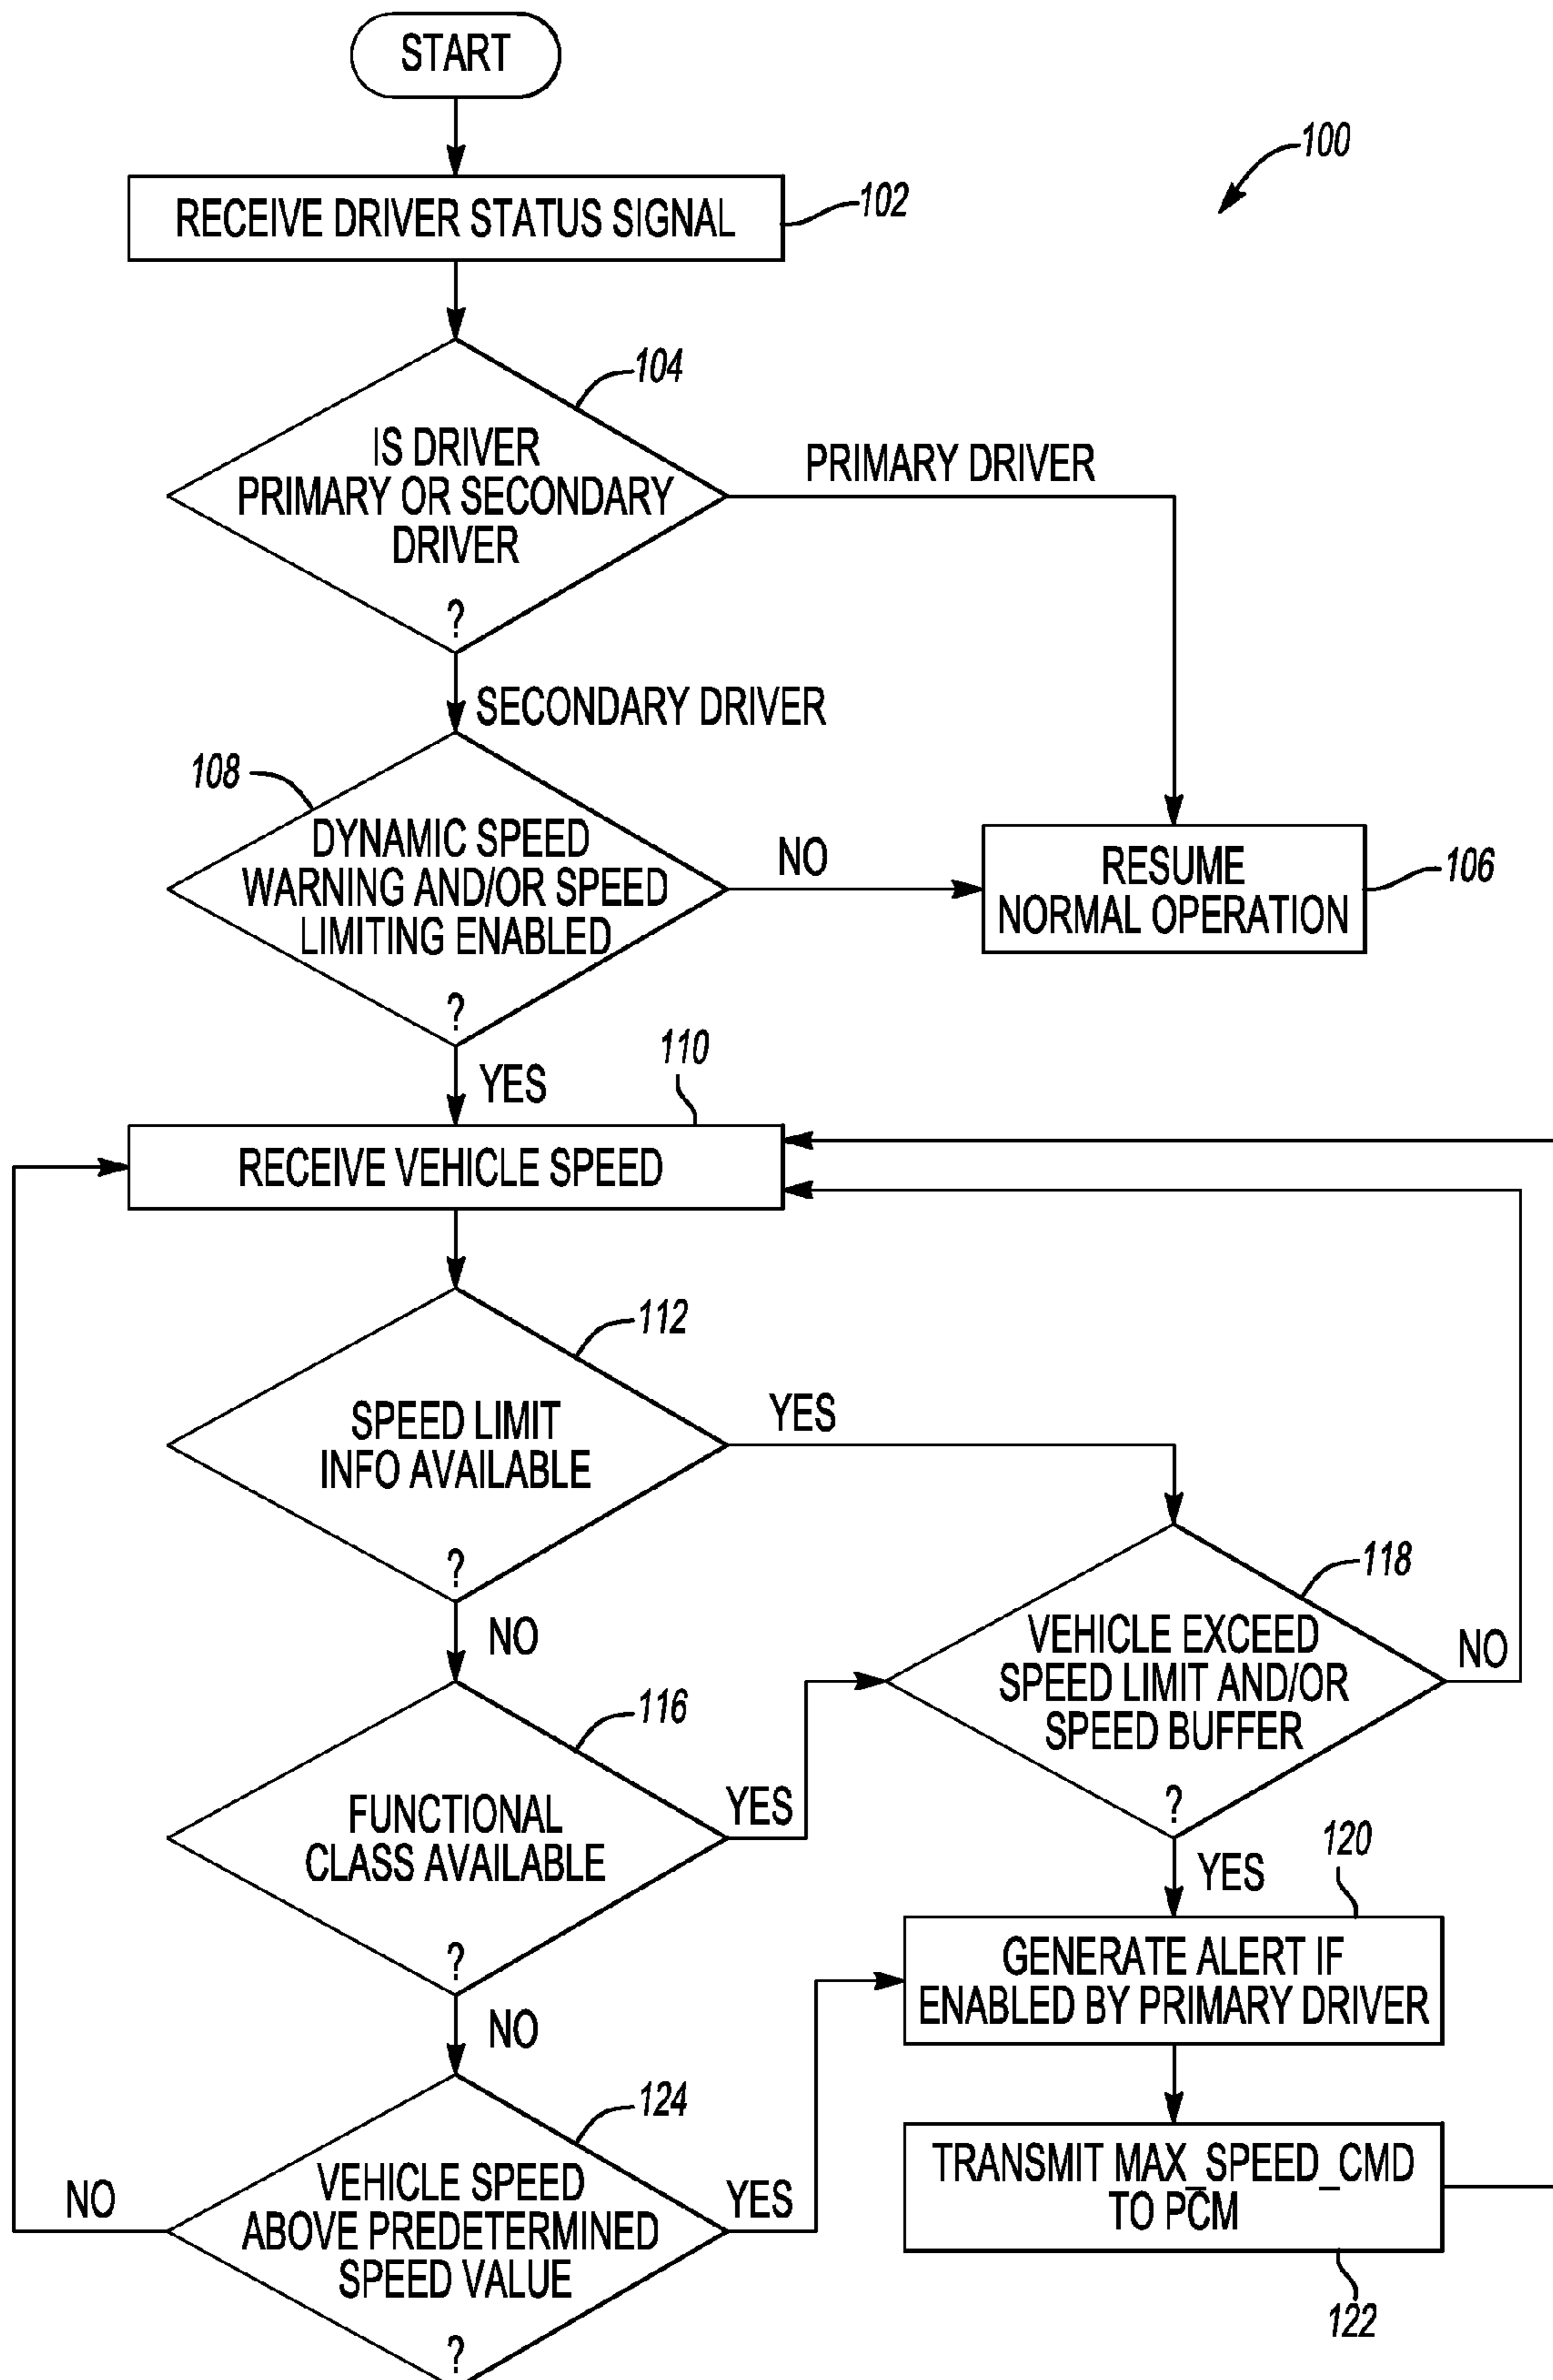 START
100
RECEIVE DRIVER STATUS SIGNAL
102
104
IS DRIVER
PRIMARY OR SECONDARY
DRIVER
?
PRIMARY DRIVER
SECONDARY DRIVER
108
DYNAMIC SPEED
WARNING AND/OR SPEED
LIMITING ENABLED
?
NO
RESUME
NORMAL OPERATION
106
YES
110
RECEIVE VEHICLE SPEED
112
SPEED LIMIT
INFO AVAILABLE
?
YES
NO
118
VEHICLE EXCEED
SPEED LIMIT AND/OR
SPEED BUFFER
?
NO
YES
116
FUNCTIONAL
CLASS AVAILABLE
?
YES
NO
120
GENERATE ALERT IF
ENABLED BY PRIMARY DRIVER
124
VEHICLE SPEED
ABOVE PREDETERMINED
SPEED VALUE
?
NO
YES
TRANSMIT MAX_SPEED_CMD
TO PCM
122